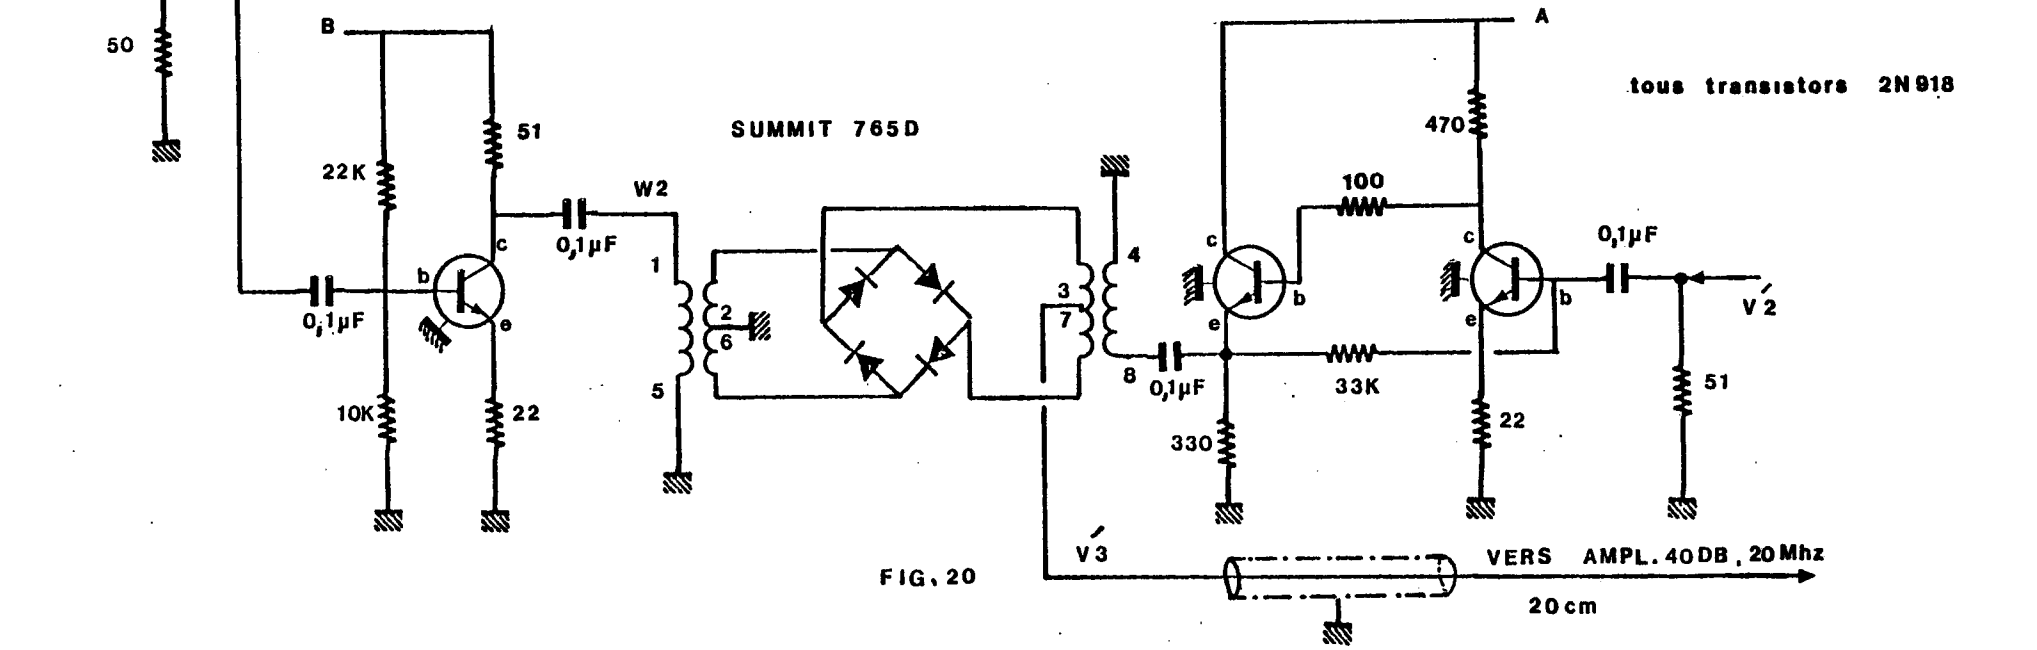 B
A
50
51
tous transistors 2N918
SUMMIT 765D
470
22K
W2
100
c
0,1µF
1
b
0,1µF
e
10K
22
5
2
6
3
7
4
8
0,1µF
c
b
e
330
33K
c
b
e
22
0,1µF
V́2
51
V́3
FIG,20
VERS AMPL.40DB,20Mhz
20cm